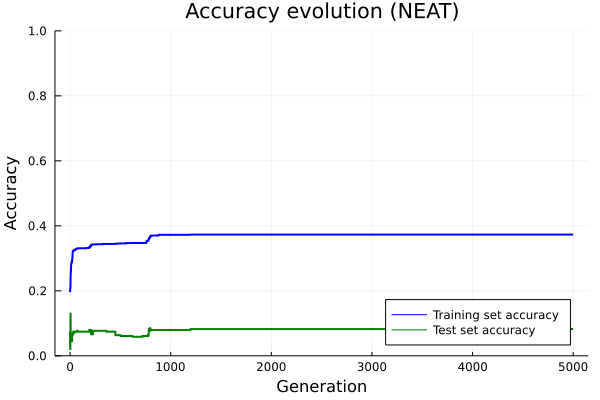 Accuracy evolution (NEAT)
1.0
0.8
0.6
0.4
0.2
0.0
Accuracy
Training set accuracy
Test set accuracy
0 1000 2000 3000 4000 5000
Generation